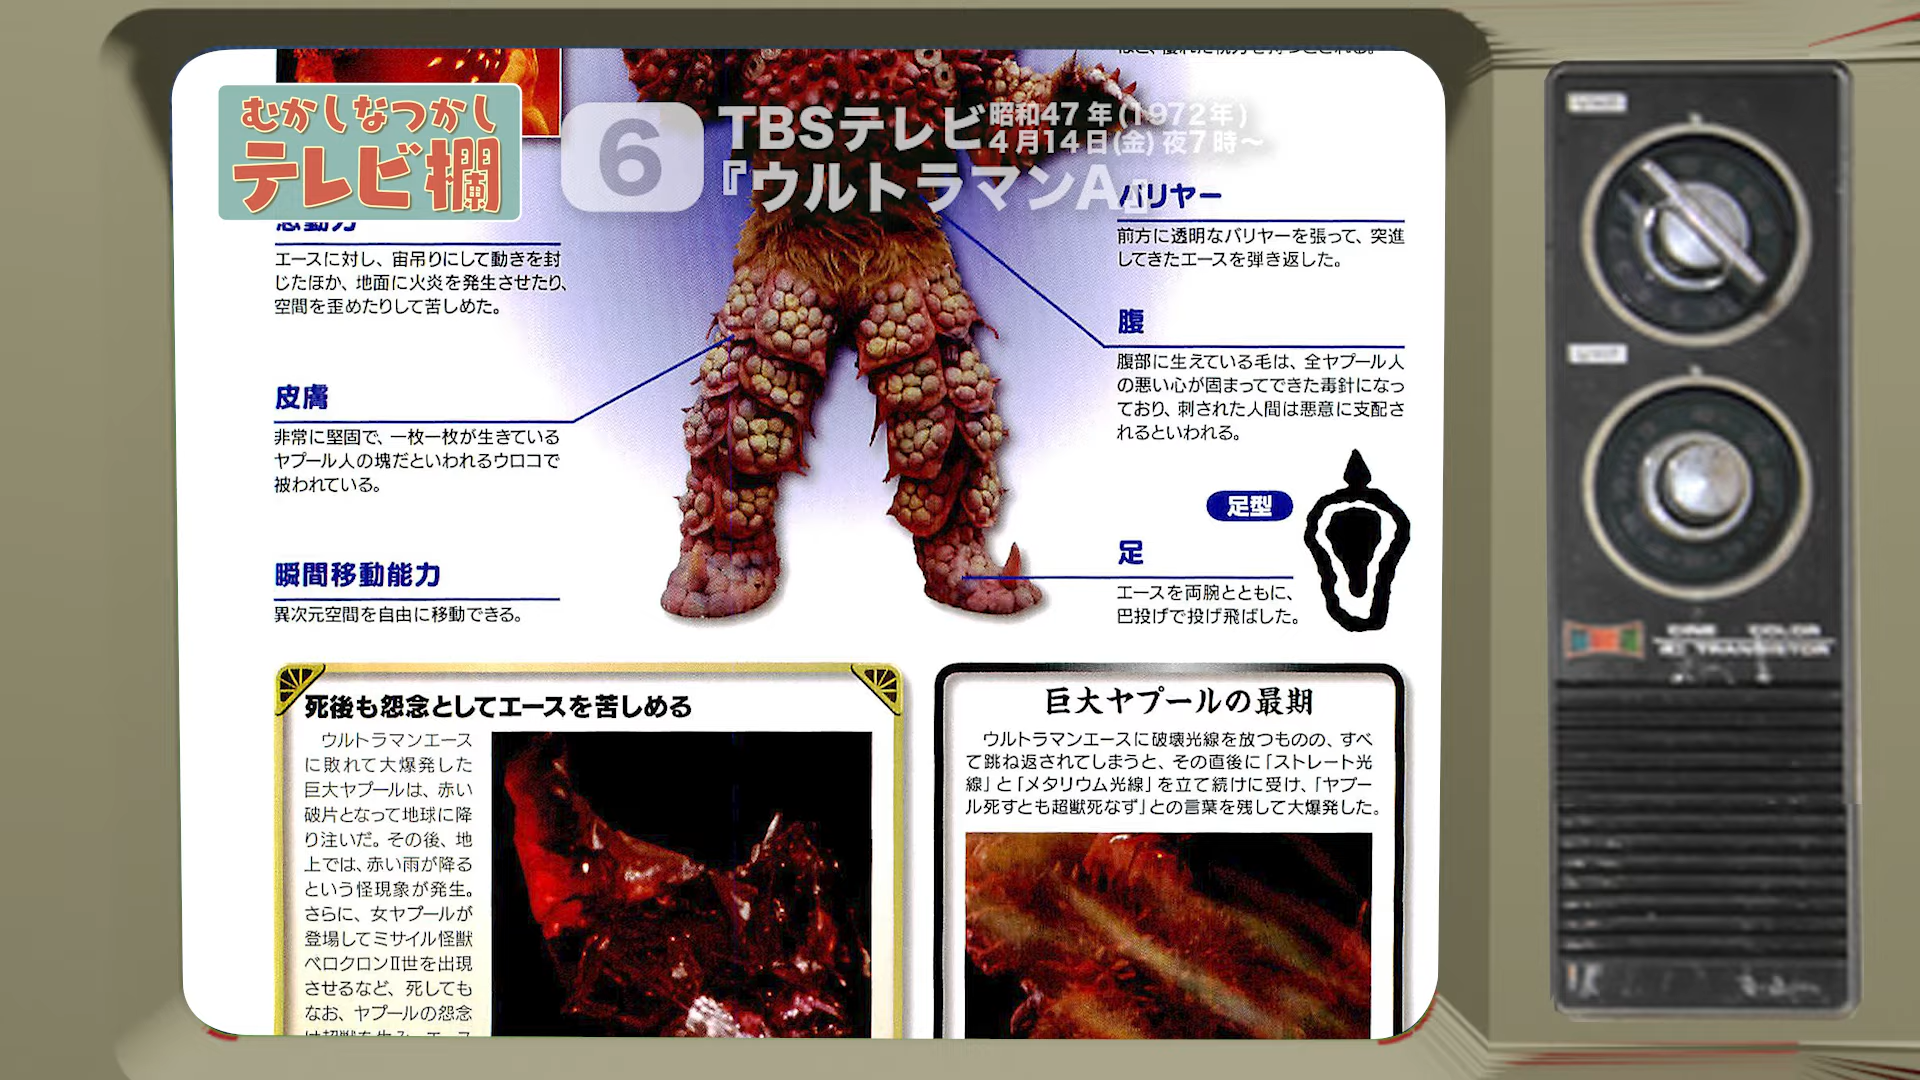 むかしなつかし
テレビ欄
6
TBSテレビ
昭和47年(1972年)
4月14日(金)夜7時〜
『ウルトラマンA』
念動力
エースに対し、宙吊りにして動きを封
じたほか、地面に火炎を発生させたり、
空間を歪めたりして苦しめた。
皮膚
非常に堅固で、一枚一枚が生きている
ヤプール人の塊だといわれるウロコで
被われている。
瞬間移動能力
異次元空間を自由に移動できる。
バリヤー
前方に透明なバリヤーを張って、突進
してきたエースを弾き返した。
腹
腹部に生えている毛は、全ヤプール人
の悪い心が固まってできた毒針になっ
ており、刺された人間は悪意に支配さ
れるといわれる。
足型
足
エースを両腕とともに、
巴投げで投げ飛ばした。
死後も怨念としてエースを苦しめる
ウルトラマンエース
に敗れて大爆発した
巨大ヤプールは、赤い
破片となって地球に降
り注いだ。その後、地
上では、赤い雨が降る
という怪現象が発生。
さらに、女ヤプールが
登場してミサイル怪獣
ベロクロンⅡ世を出現
させるなど、死しても
なお、ヤプールの怨念
巨大ヤプールの最期
ウルトラマンエースに破壊光線を放つものの、すべ
て跳ね返されてしまうと、その直後に「ストレート光
線」と「メタリウム光線」を立て続けに受け、「ヤプー
ル死すとも超獣死なず」との言葉を残して大爆発した。